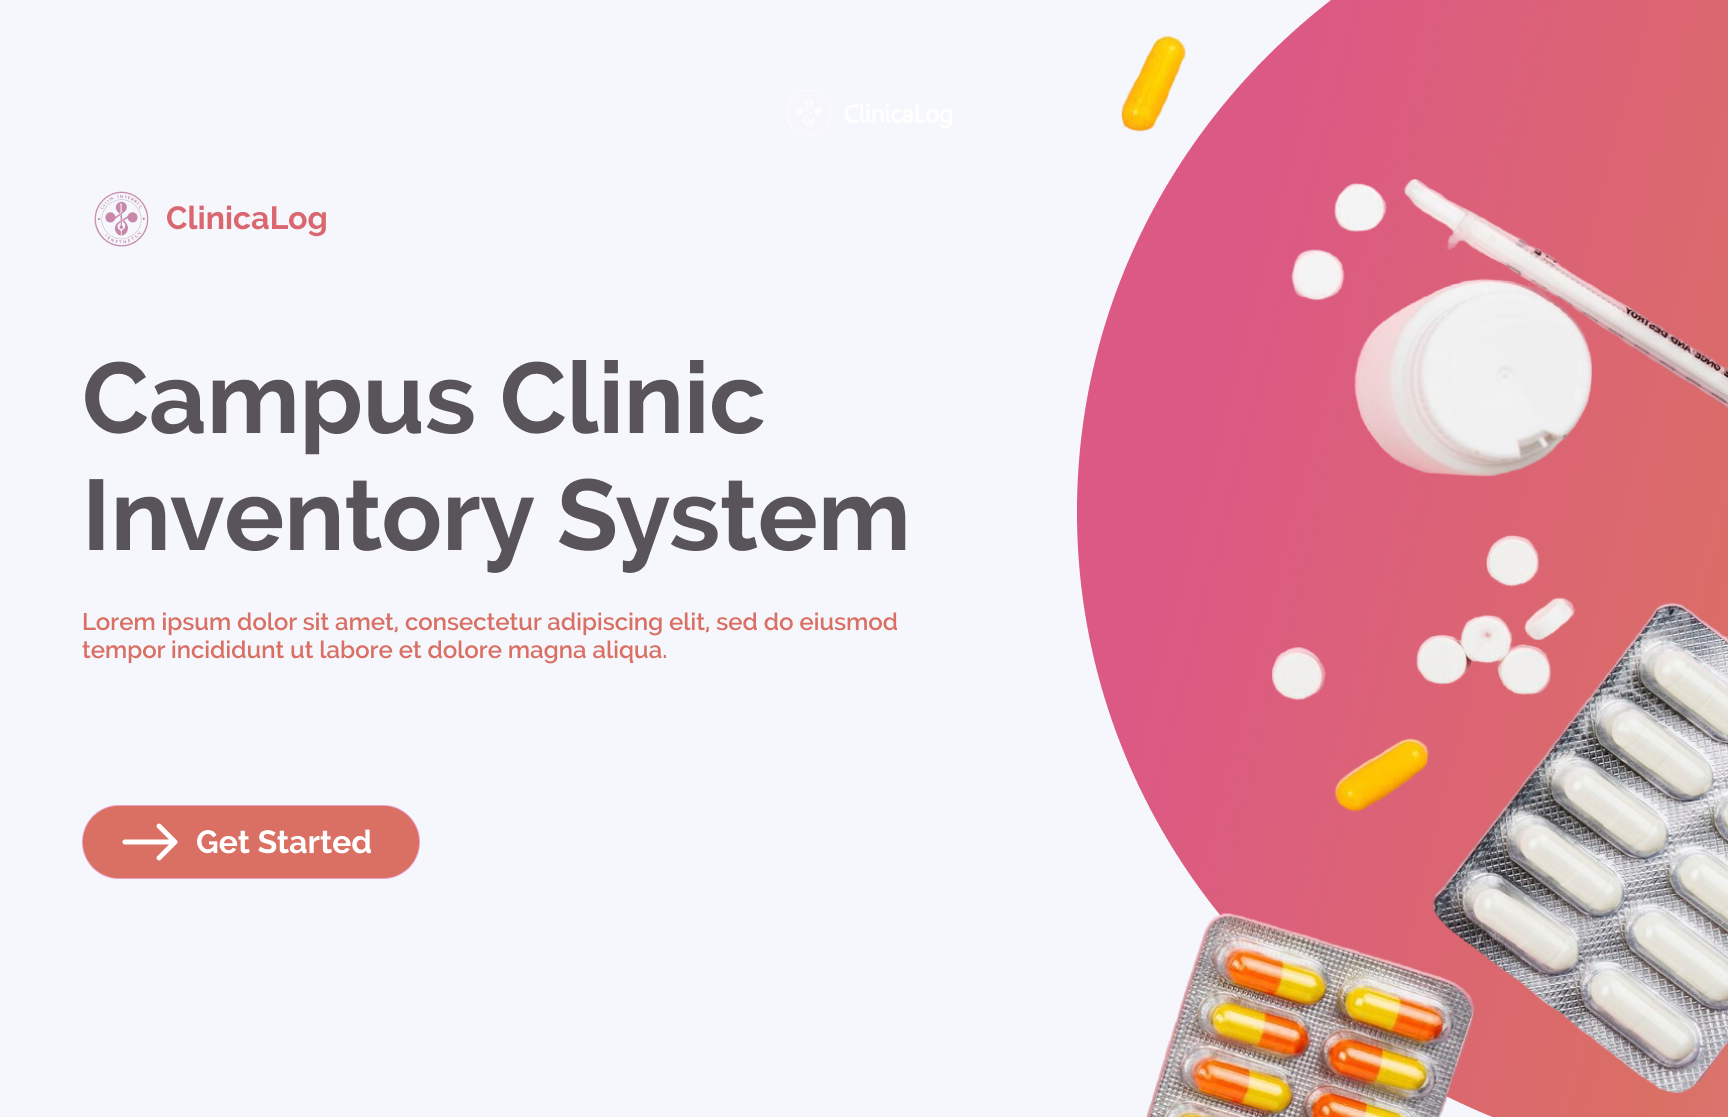 ClinicaLog
ClinicaLog
Campus Clinic
Inventory System
Lorem ipsum dolor sit amet, consectetur adipiscing elit, sed do eiusmod
tempor incididunt ut labore et dolore magna aliqua.
Get Started